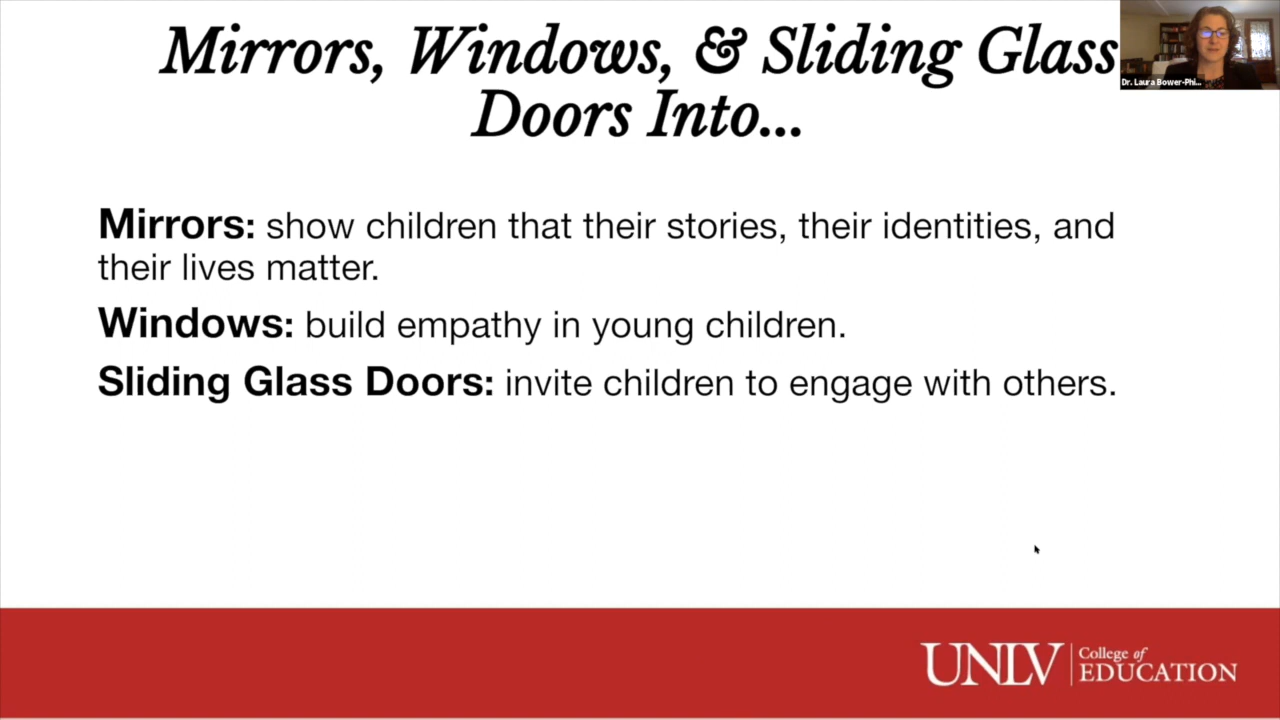 Mirrors, Windows, & Sliding Glass
Doors Into...
Dr. Laura Bower-Phi...
Mirrors: show children that their stories, their identities, and
their lives matter.
Windows: build empathy in young children.
Sliding Glass Doors: invite children to engage with others.
UNLV
College of
EDUCATION